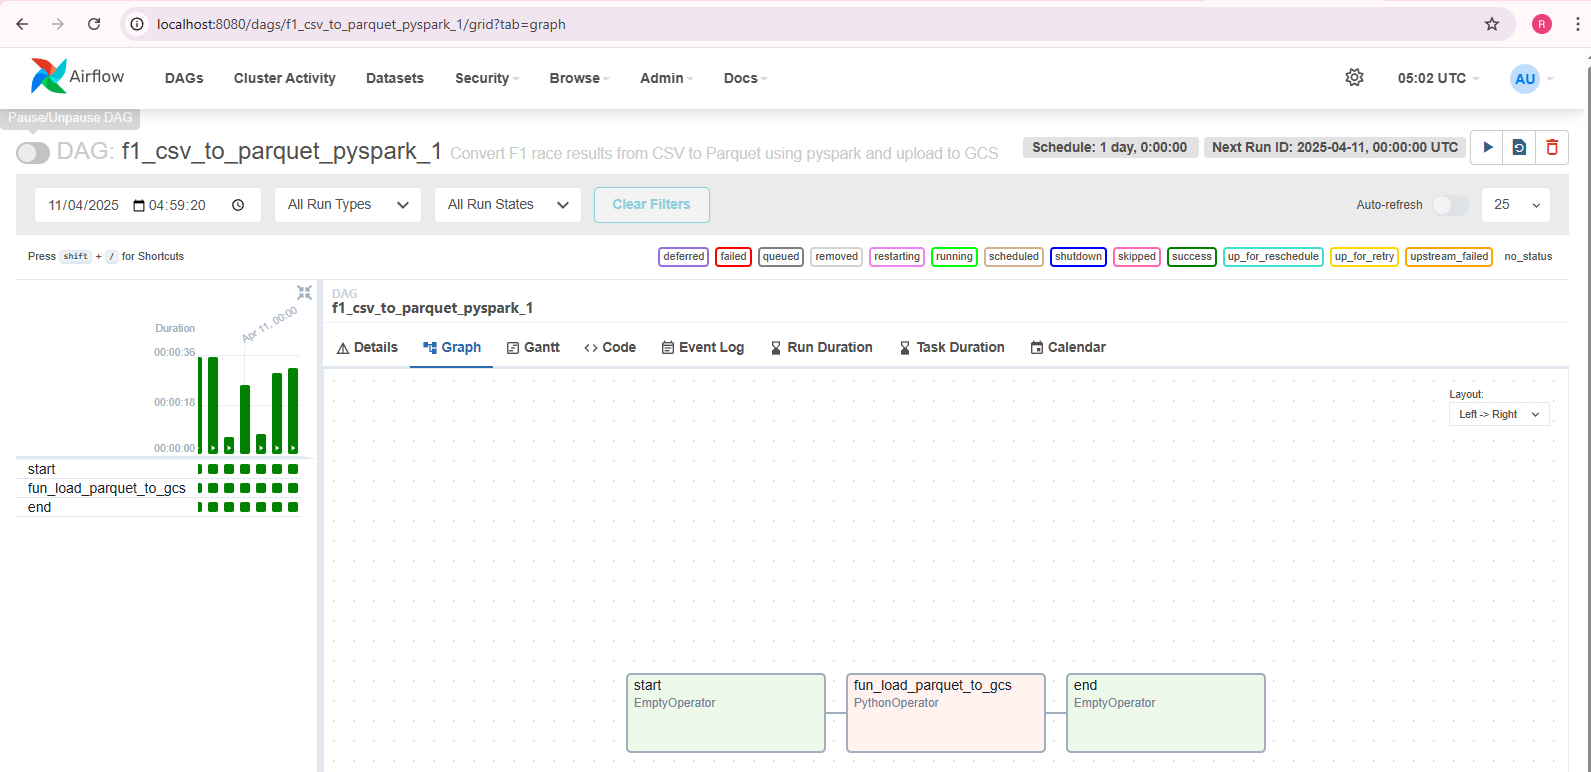 localhost:8080/dags/f1_csv_to_parquet_pyspark_1/grid?tab=graph
R
Airflow
DAGs
Cluster Activity
Datasets
Security
Browse
Admin
Docs
05:02 UTC
AU
Pause/Unpause DAG
DAG: f1_csv_to_parquet_pyspark_1 Convert F1 race results from CSV to Parquet using pyspark and upload to GCS
Schedule: 1 day, 0:00:00
Next Run ID: 2025-04-11, 00:00:00 UTC
11/04/2025 04:59:20
All Run Types
All Run States
Clear Filters
Auto-refresh
25
Press shift + / for Shortcuts
deferred
failed
queued
removed
restarting
running
scheduled
shutdown
skipped
success
up_for_reschedule
up_for_retry
upstream_failed
no_status
Apr 11, 00:00
Duration
00:00:36
00:00:18
00:00:00
start
fun_load_parquet_to_gcs
end
DAG
f1_csv_to_parquet_pyspark_1
Details
Graph
Gantt
Code
Event Log
Run Duration
Task Duration
Calendar
Layout:
Left -> Right
start
EmptyOperator
fun_load_parquet_to_gcs
PythonOperator
end
EmptyOperator